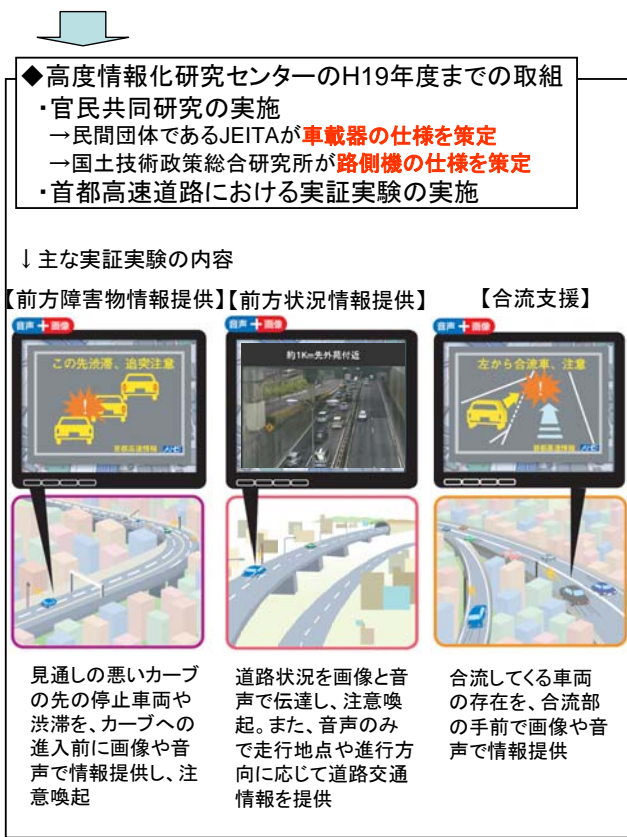 ◆高度情報化研究センターのH19年度までの取組
・官民共同研究の実施
→民間団体であるJEITAが車載器の仕様を策定
→国土技術政策総合研究所が路側機の仕様を策定
・首都高速道路における実証実験の実施
↓主な実証実験の内容
【前方障害物情報提供】
音声+画像
この先渋滞、追突注意
首都高速情報
見通しの悪いカーブ
の先の停止車両や
渋滞を、カーブへの
進入前に画像や音
声で情報提供し、注
意喚起
【前方状況情報提供】
音声+画像
約1Km先外苑付近
道路状況を画像と音
声で伝達し、注意喚
起。また、音声のみ
で走行地点や進行方
向に応じて道路交通
情報を提供
【合流支援】
音声+画像
左から合流車、注意
首都高速情報
合流してくる車両
の存在を、合流部
の手前で画像や音
声で情報提供